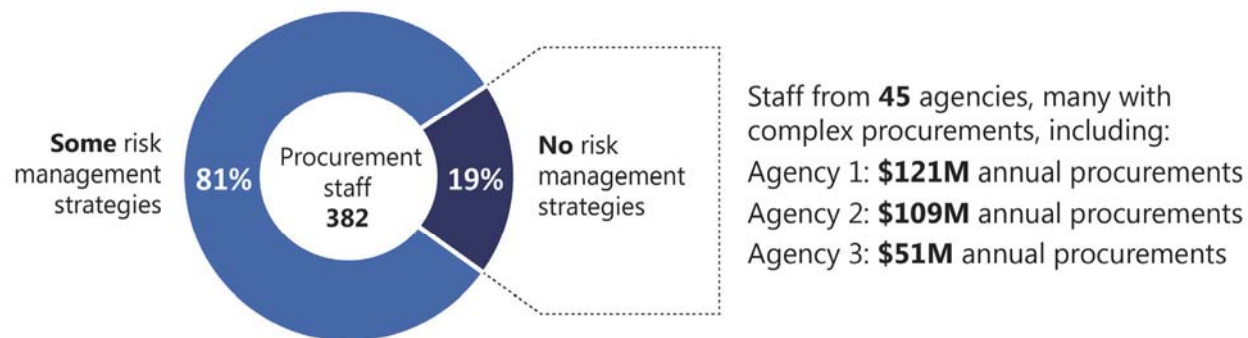 Some risk
management
strategies
81%
Procurement
staff
382
19%
No risk
management
strategies
Staff from 45 agencies, many with
complex procurements, including:
Agency 1: $121M annual procurements
Agency 2: $109M annual procurements
Agency 3: $51M annual procurements